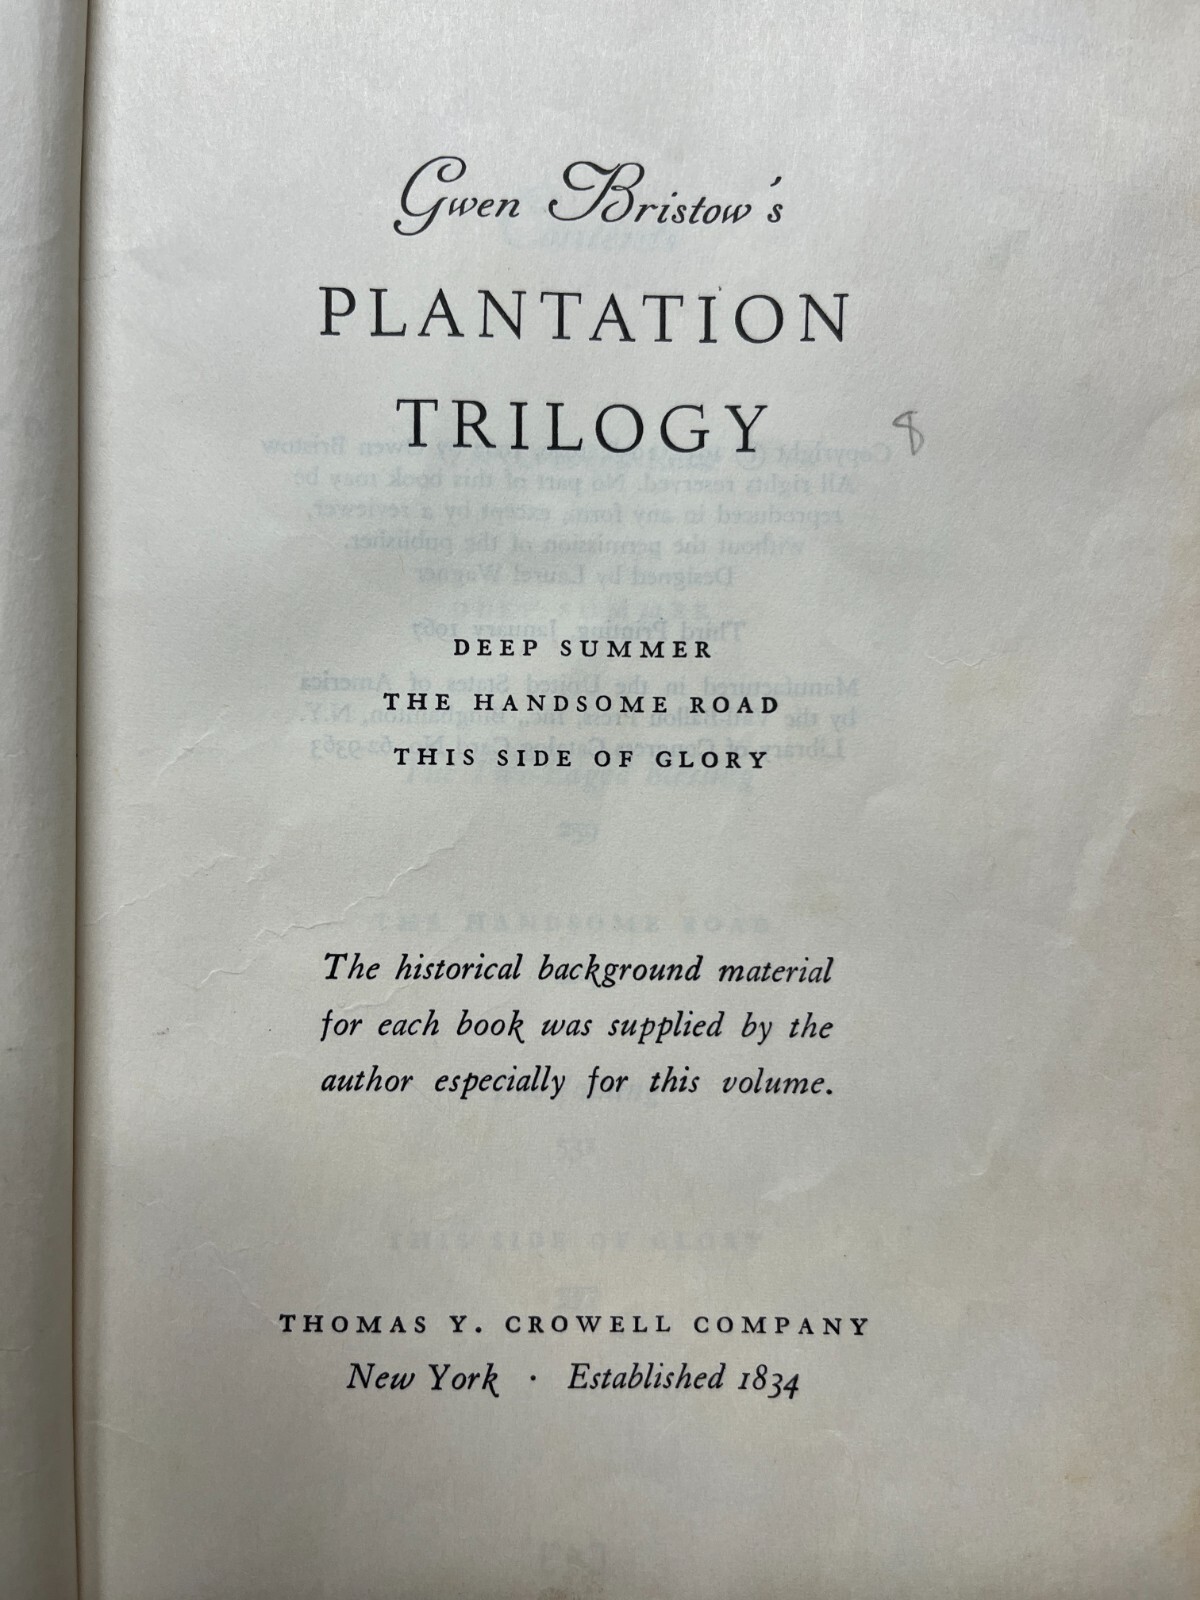 Gwen Bristow's
PLANTATION
TRILOGY
8
DEEP SUMMER
THE HANDSOME ROAD
THIS SIDE OF GLORY
The historical background material
for each book was supplied by the
author especially for this volume.
THOMAS Y. CROWELL COMPANY
New York · Established 1834